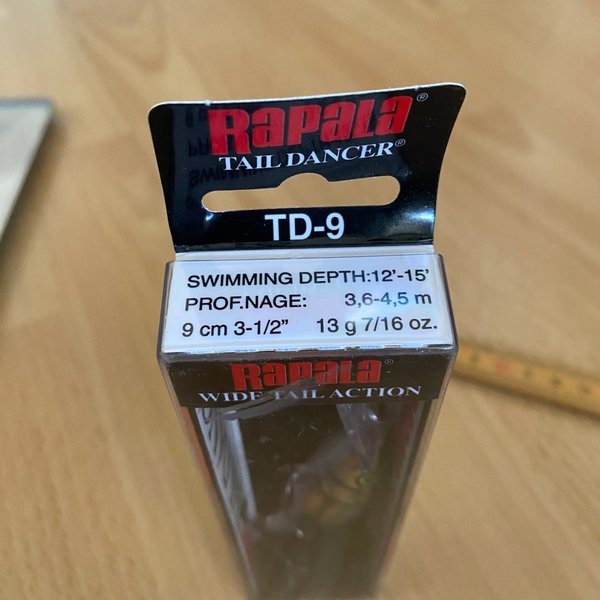 RAPALA®
TAIL DANCER®
TD-9
SWIMMING DEPTH:12'-15'
PROF.NAGE: 3,6-4,5 m
9 cm 3-1/2" 13 g 7/16 oz.
RAPALA®
WIDE TAIL ACTION